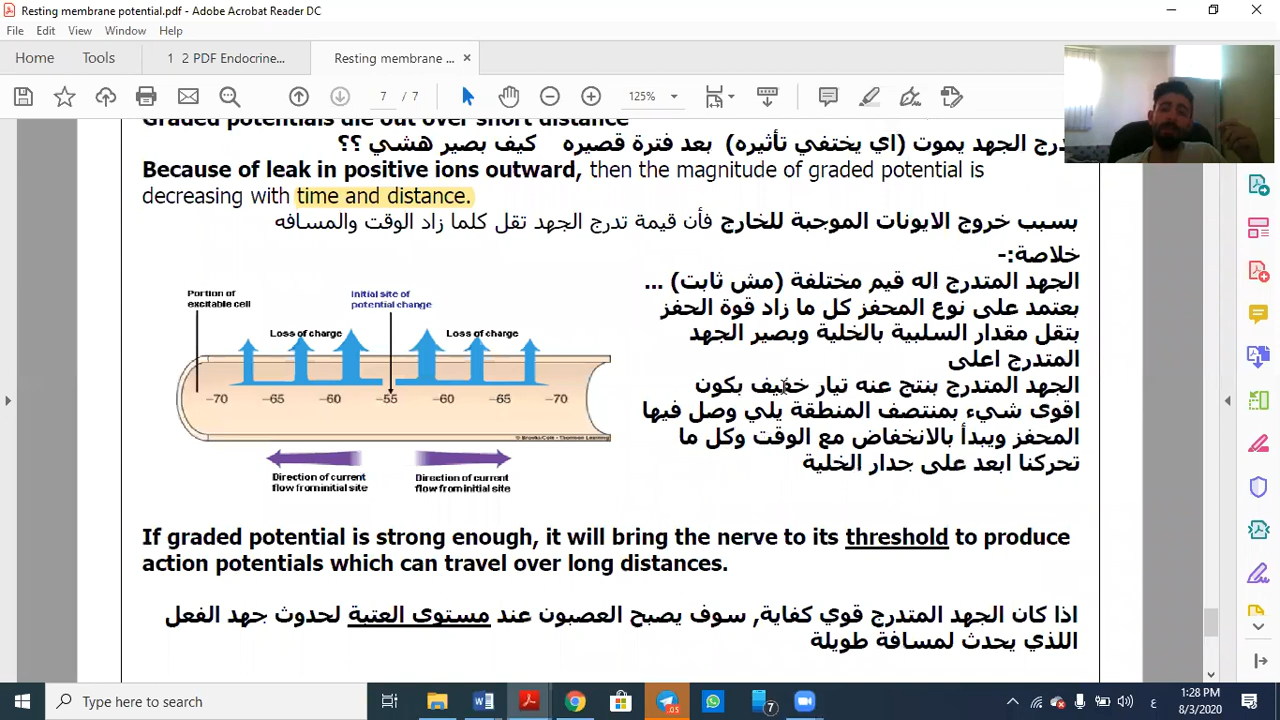 Resting membrane potential.pdf - Adobe Acrobat Reader DC
File Edit View Window Help
Home Tools 1 2 PDF Endocrine... Resting membrane ... ×
7 / 7 125%
Graded potentials die out over short distance
تدرج الجهد يموت (اي يختفي تأثيره) بعد فترة قصيره كيف بصير هشي ؟؟
Because of leak in positive ions outward, then the magnitude of graded potential is
decreasing with time and distance.
بسبب خروج الايونات الموجبة للخارج فأن قيمة تدرج الجهد تقل كلما زاد الوقت والمسافه
خلاصة:-
الجهد المتدرج اله قيم مختلفة (مش ثابت) ...
بعتمد على نوع المحفز كل ما زاد قوة الحفز
بتقل مقدار السلبية بالخلية وبصير الجهد
المتدرج اعلى
الجهد المتدرج بنتج عنه تيار خفيف بكون
اقوى شيء بمنتصف المنطقة يلي وصل فيها
المحفز ويبدأ بالانخفاض مع الوقت وكل ما
تحركنا ابعد على جدار الخلية
Portion of
excitable cell
Initial site of
potential change
Loss of charge Loss of charge
–70 –65 –60 –55 –60 –65 –70
© Brooks/Cole - Thomson Learning
Direction of current
flow from initial site
Direction of current
flow from initial site
If graded potential is strong enough, it will bring the nerve to its threshold to produce
action potentials which can travel over long distances.
اذا كان الجهد المتدرج قوي كفاية, سوف يصبح العصبون عند مستوى العتبة لحدوث جهد الفعل
اللذي يحدث لمسافة طويلة
Type here to search
05
7
ع
1:28 PM
8/3/2020